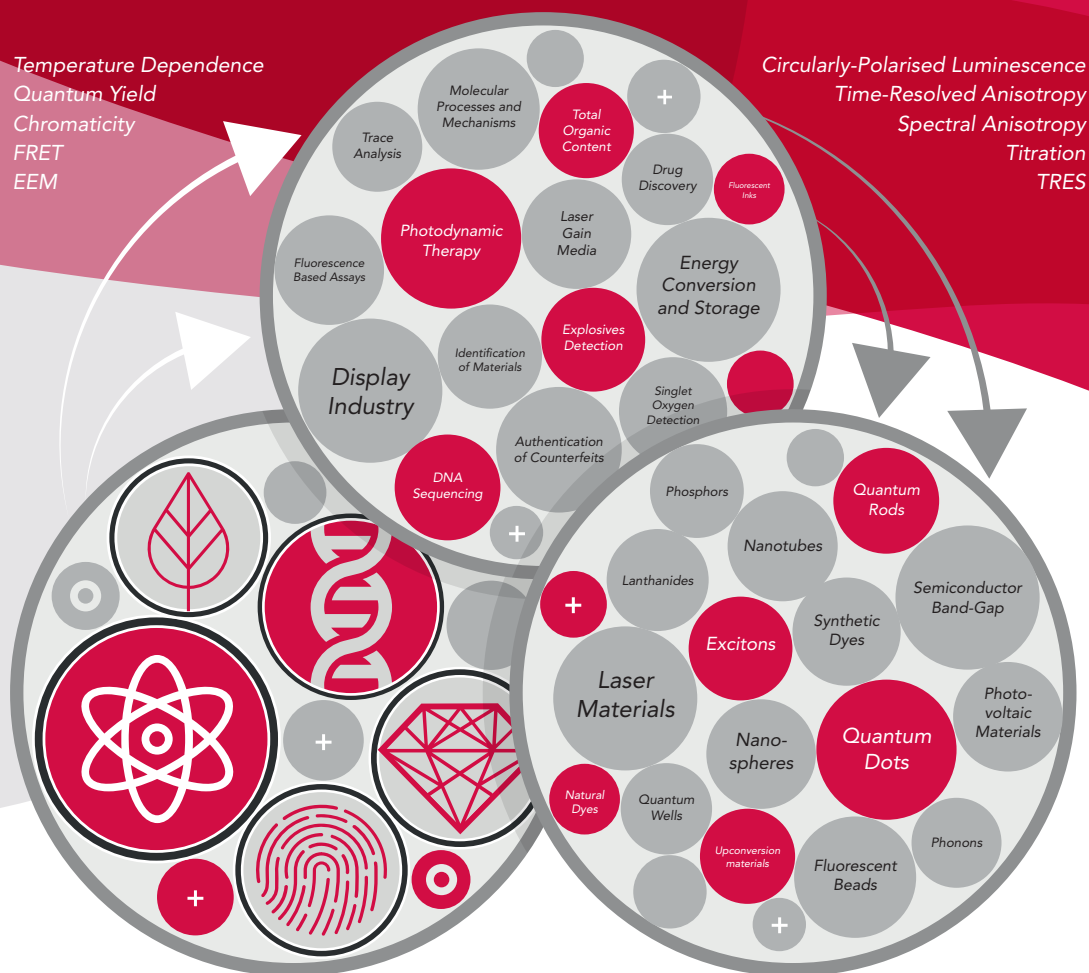 Temperature Dependence
Quantum Yield
Chromaticity
FRET
EEM
Circularly-Polarised Luminescence
Time-Resolved Anisotropy
Spectral Anisotropy
Titration
TRES
Molecular
Processes and
Mechanisms
Total
Organic
Content
+
Trace
Analysis
Drug
Discovery
Fluorescent
Inks
Photodynamic
Therapy
Laser
Gain
Media
Fluorescence
Based Assays
Energy
Conversion
and Storage
Explosives
Detection
Identification
of Materials
Display
Industry
Singlet
Oxygen
Detection
Authentication
of Counterfeits
DNA
Sequencing
+
+
+
Phosphors
Quantum
Rods
Nanotubes
Lanthanides
Semiconductor
Band-Gap
+
Synthetic
Dyes
Excitons
Laser
Materials
Photo-
voltaic
Materials
Nano-
spheres
Quantum
Dots
Natural
Dyes
Quantum
Wells
Upconversion
materials
Phonons
Fluorescent
Beads
+